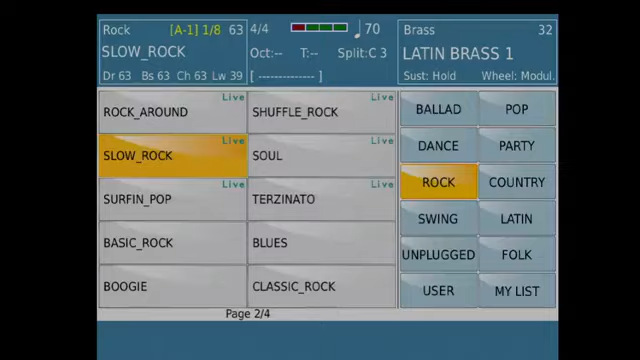 Rock [A-1] 1/8 63 4/4 70 Brass 32
SLOW_ROCK Oct:-- T:-- Split:C 3 LATIN BRASS 1
Dr 63 Bs 63 Ch 63 Lw 39 [ -------------- ] Sust: Hold Wheel: Modul.
Live Live
ROCK_AROUND SHUFFLE_ROCK BALLAD POP
Live Live
SLOW_ROCK SOUL DANCE PARTY
Live Live
SURFIN_POP TERZINATO ROCK COUNTRY
BASIC_ROCK BLUES SWING LATIN
BOOGIE CLASSIC_ROCK UNPLUGGED FOLK
USER MY LIST
Page 2/4